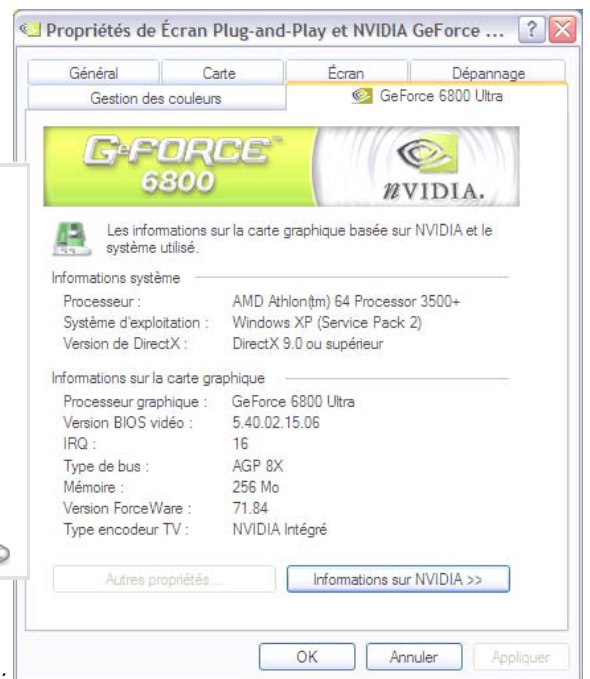 Propriétés de Écran Plug-and-Play et NVIDIA GeForce ...
Général Carte Écran Dépannage
Gestion des couleurs GeForce 6800 Ultra
GeFORCE™
6800
nVIDIA.
Les informations sur la carte graphique basée sur NVIDIA et le
système utilisé.
Informations système
Processeur : AMD Athlon(tm) 64 Processor 3500+
Système d'exploitation : Windows XP (Service Pack 2)
Version de DirectX : DirectX 9.0 ou supérieur
Informations sur la carte graphique
Processeur graphique : GeForce 6800 Ultra
Version BIOS vidéo : 5.40.02.15.06
IRQ : 16
Type de bus : AGP 8X
Mémoire : 256 Mo
Version ForceWare : 71.84
Type encodeur TV : NVIDIA Intégré
Autres propriétés... Informations sur NVIDIA >>
OK Annuler Appliquer